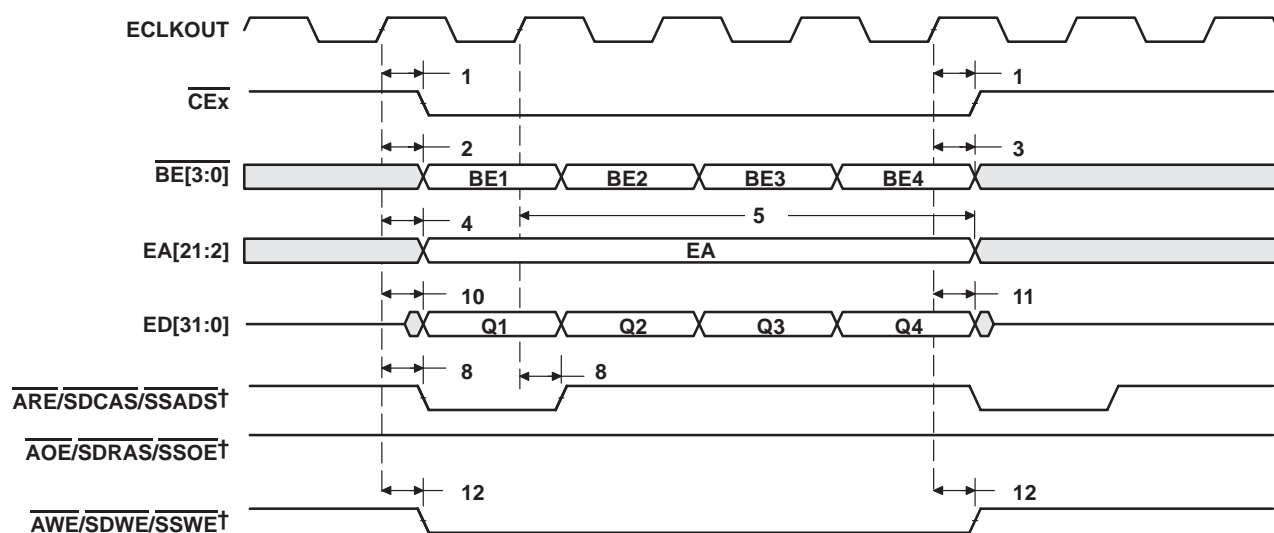 ECLKOUT
1 1
CEx
2 3
BE[3:0] BE1 BE2 BE3 BE4
4 5
EA[21:2] EA
10 11
ED[31:0] Q1 Q2 Q3 Q4
8 8
ARE/SDCAS/SSADS†
AOE/SDRAS/SSOE†
12 12
AWE/SDWE/SSWE†